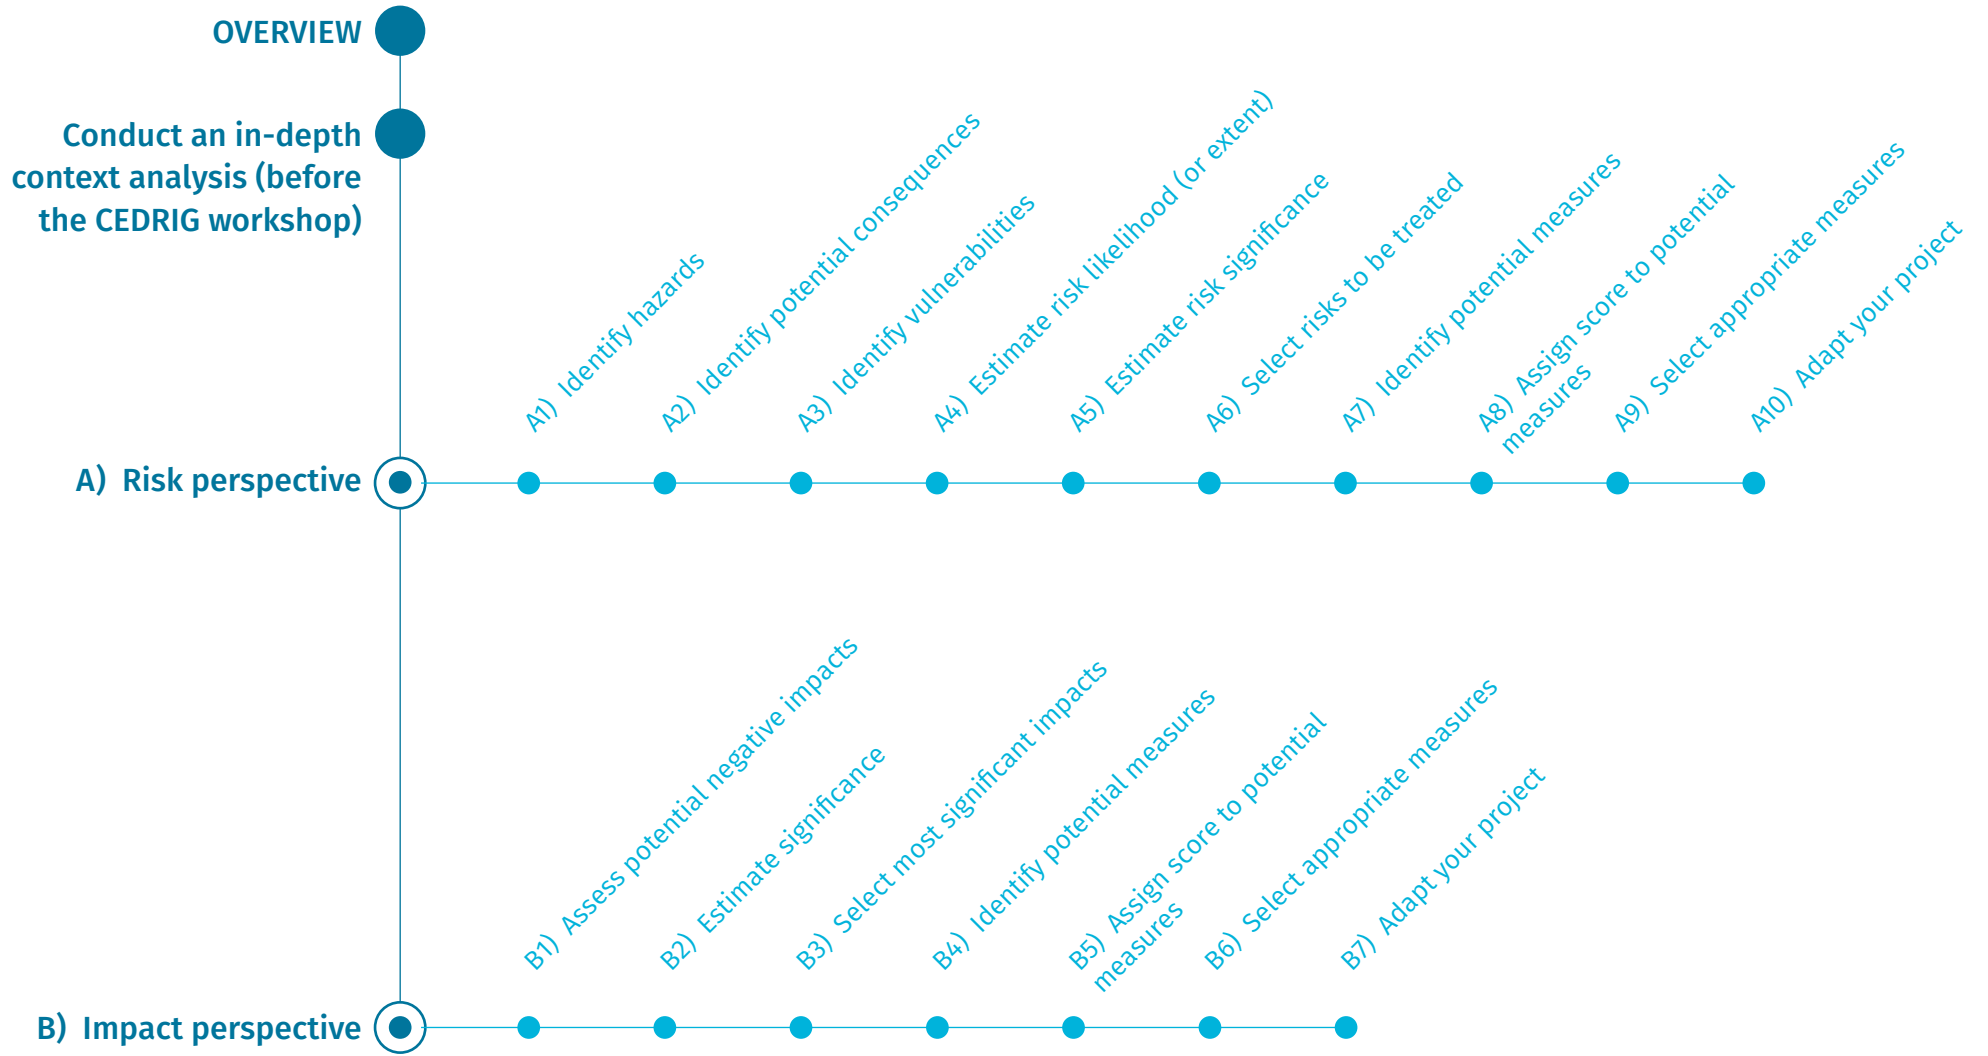 OVERVIEW
Conduct an in-depth
context analysis (before
the CEDRIG workshop)
A) Risk perspective
A1) Identify hazards
A2) Identify potential consequences
A3) Identify vulnerabilities
A4) Estimate risk likelihood (or extent)
A5) Estimate risk significance
A6) Select risks to be treated
A7) Identify potential measures
A8) Assign score to potential
measures
A9) Select appropriate measures
A10) Adapt your project
B) Impact perspective
B1) Assess potential negative impacts
B2) Estimate significance
B3) Select most significant impacts
B4) Identify potential measures
B5) Assign score to potential
measures
B6) Select appropriate measures
B7) Adapt your project